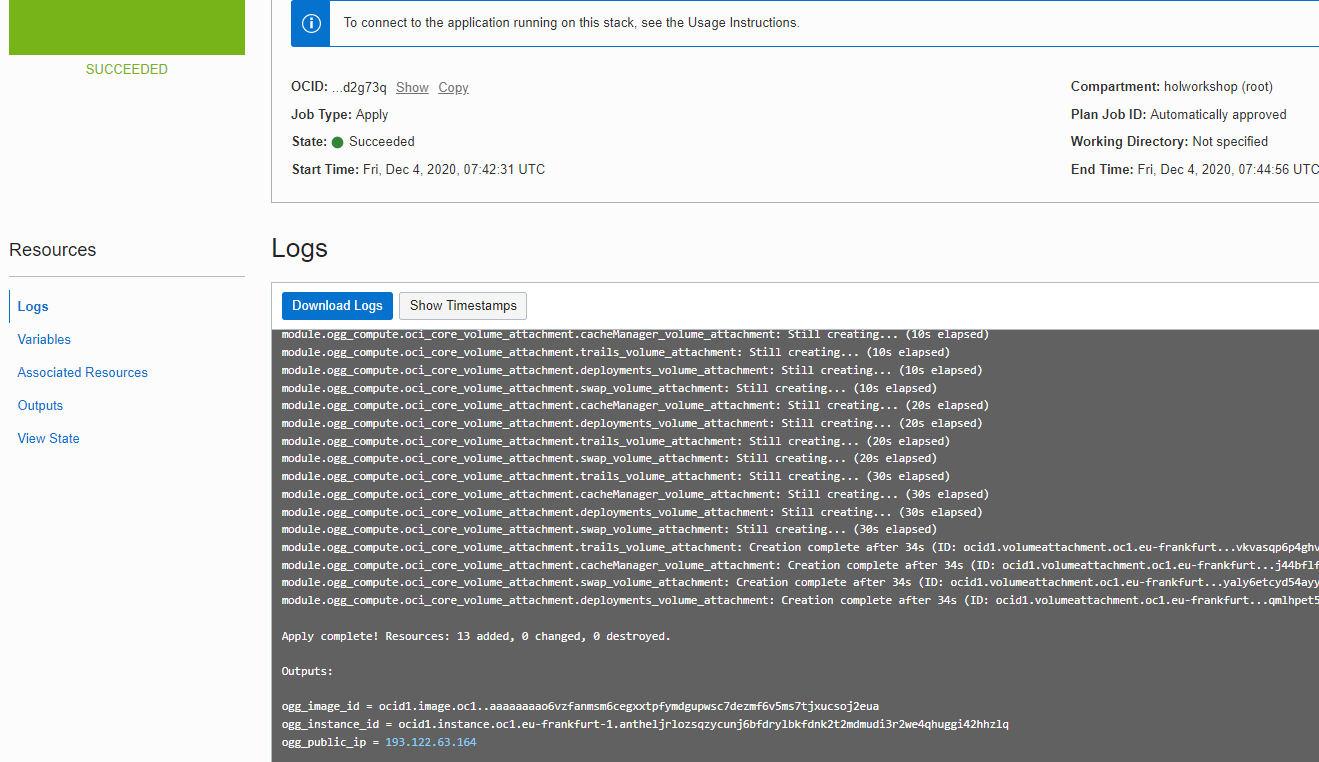 SUCCEEDED
To connect to the application running on this stack, see the Usage Instructions.
OCID: ...d2g73q Show Copy
Compartment: holworkshop (root)
Job Type: Apply
Plan Job ID: Automatically approved
State: Succeeded
Working Directory: Not specified
Start Time: Fri, Dec 4, 2020, 07:42:31 UTC
End Time: Fri, Dec 4, 2020, 07:44:56 UTC
Resources
Logs
Variables
Associated Resources
Outputs
View State
Logs
Download Logs Show Timestamps
module.ogg_compute.oci_core_volume_attachment.cacheManager_volume_attachment: Still creating... (10s elapsed)
module.ogg_compute.oci_core_volume_attachment.trails_volume_attachment: Still creating... (10s elapsed)
module.ogg_compute.oci_core_volume_attachment.deployments_volume_attachment: Still creating... (10s elapsed)
module.ogg_compute.oci_core_volume_attachment.swap_volume_attachment: Still creating... (10s elapsed)
module.ogg_compute.oci_core_volume_attachment.cacheManager_volume_attachment: Still creating... (20s elapsed)
module.ogg_compute.oci_core_volume_attachment.deployments_volume_attachment: Still creating... (20s elapsed)
module.ogg_compute.oci_core_volume_attachment.trails_volume_attachment: Still creating... (20s elapsed)
module.ogg_compute.oci_core_volume_attachment.swap_volume_attachment: Still creating... (20s elapsed)
module.ogg_compute.oci_core_volume_attachment.trails_volume_attachment: Still creating... (30s elapsed)
module.ogg_compute.oci_core_volume_attachment.cacheManager_volume_attachment: Still creating... (30s elapsed)
module.ogg_compute.oci_core_volume_attachment.deployments_volume_attachment: Still creating... (30s elapsed)
module.ogg_compute.oci_core_volume_attachment.swap_volume_attachment: Still creating... (30s elapsed)
module.ogg_compute.oci_core_volume_attachment.trails_volume_attachment: Creation complete after 34s (ID: ocid1.volumeattachment.oc1.eu-frankfurt...vkvasqp6p4ghv
module.ogg_compute.oci_core_volume_attachment.cacheManager_volume_attachment: Creation complete after 34s (ID: ocid1.volumeattachment.oc1.eu-frankfurt...j44bflf
module.ogg_compute.oci_core_volume_attachment.swap_volume_attachment: Creation complete after 34s (ID: ocid1.volumeattachment.oc1.eu-frankfurt...yaly6etcyd54ayy
module.ogg_compute.oci_core_volume_attachment.deployments_volume_attachment: Creation complete after 34s (ID: ocid1.volumeattachment.oc1.eu-frankfurt...qmlhpet5
Apply complete! Resources: 13 added, 0 changed, 0 destroyed.
Outputs:
ogg_image_id = ocid1.image.oc1..aaaaaaaao6vzfanmsm6cegxxtpfymdgupwsc7dezmf6v5ms7tjxucsoj2eua
ogg_instance_id = ocid1.instance.oc1.eu-frankfurt-1.antheljrlozsqzycunj6bfdrylbkfdnk2t2mdmudi3r2we4qhuggi42hhzlq
ogg_public_ip = 193.122.63.164